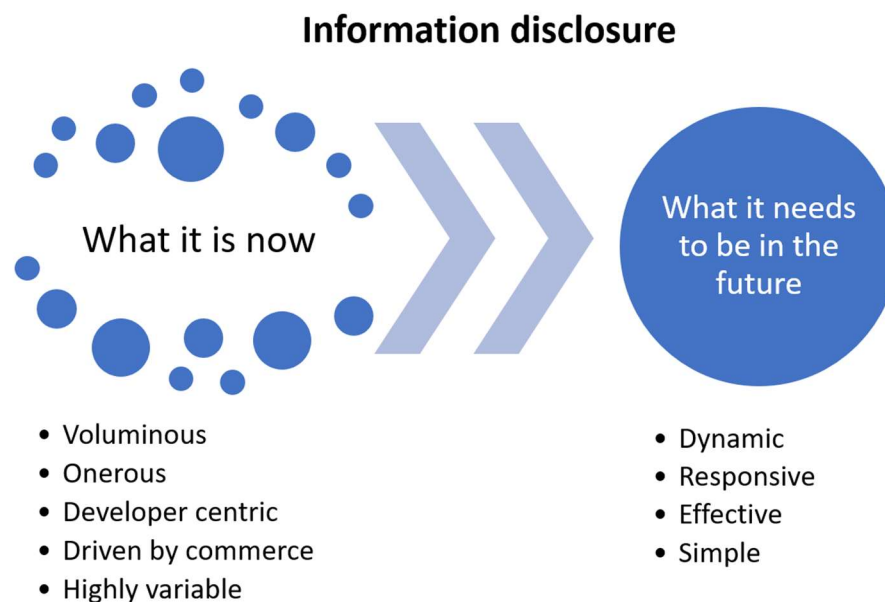 Information disclosure
What it is now
What it needs
to be in the
future
• Voluminous
• Onerous
• Developer centric
• Driven by commerce
• Highly variable
• Dynamic
• Responsive
• Effective
• Simple